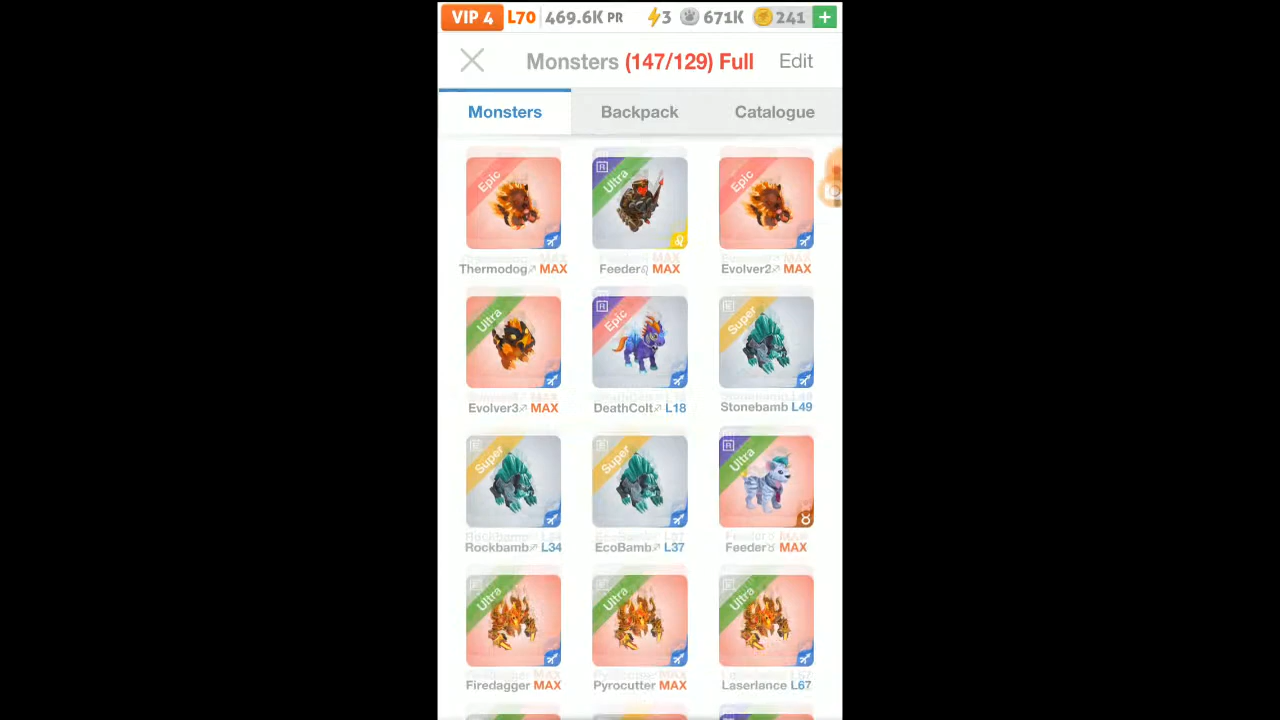 VIP 4 L70 469.6K PR 3 671K 241 +
Monsters (147/129) Full Edit
Monsters Backpack Catalogue
Epic Ultra Epic
Thermodog♐ MAX Feeder♌ MAX Evolver2♐ MAX
Ultra Epic Super
Evolver3♐ MAX DeathColt♐ L18 Stonebamb L49
Super Super Ultra
Rockbamb♐ L34 EcoBamb♐ L37 Feeder♉ MAX
Ultra Ultra Ultra
Firedagger MAX Pyrocutter MAX Laserlance L67